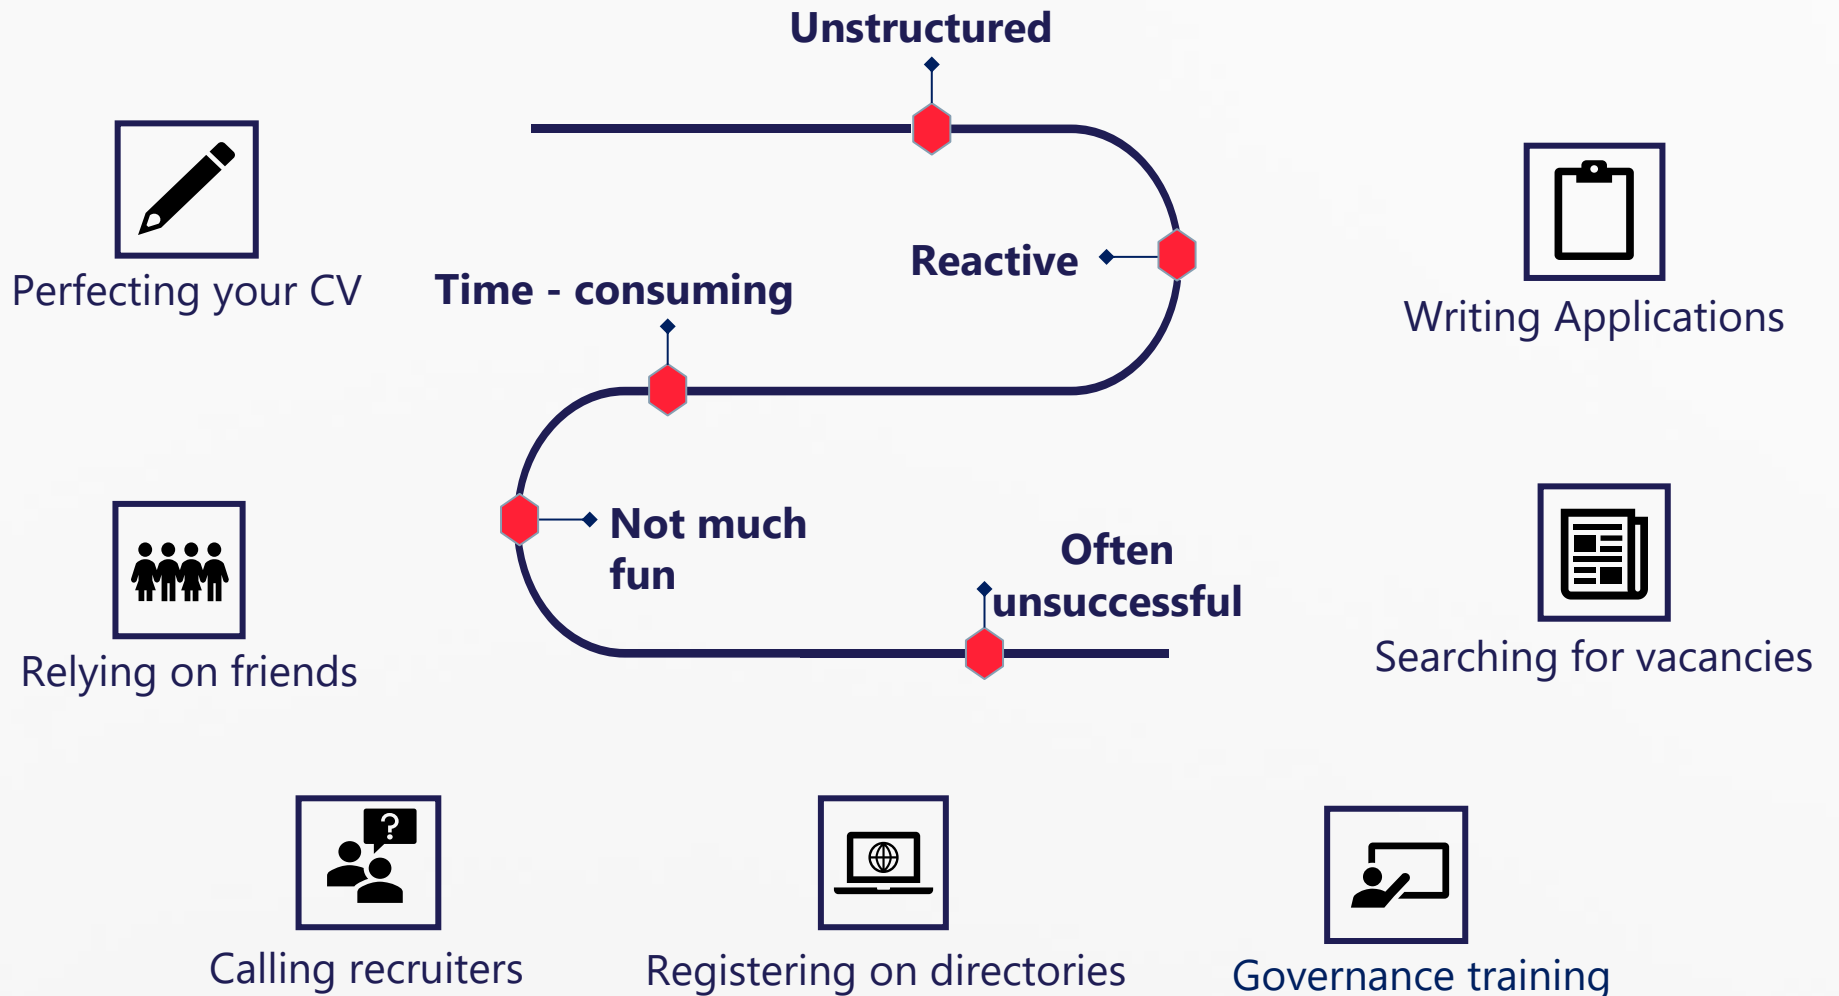 Unstructured
Perfecting your CV
Time - consuming
Reactive
Writing Applications
Not much
fun
Often
unsuccessful
Relying on friends
Searching for vacancies
?
Calling recruiters
Registering on directories
Governance training